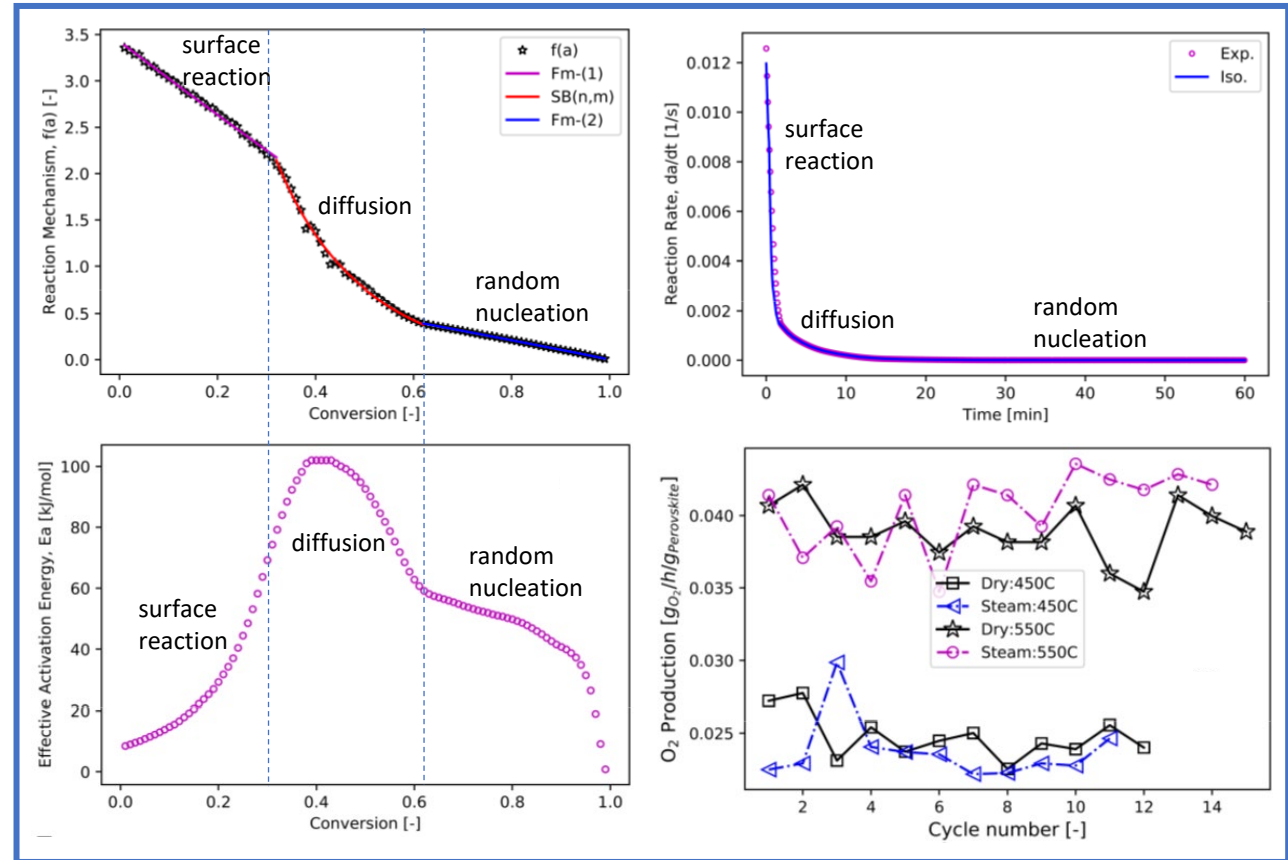 3.5
3.0
2.5
2.0
1.5
1.0
0.5
0.0
Reaction Mechanism, f(a) [-]
surface
reaction
diffusion
random
nucleation
f(a)
Fm-(1)
SB(n,m)
Fm-(2)
0.0 0.2 0.4 0.6 0.8 1.0
Conversion [-]
0.012
0.010
0.008
0.006
0.004
0.002
0.000
Reaction Rate, da/dt [1/s]
Exp.
Iso.
surface
reaction
diffusion
random
nucleation
0 10 20 30 40 50 60
Time [min]
100
80
60
40
20
0
Effective Activation Energy, Ea [kJ/mol]
surface
reaction
diffusion
random
nucleation
0.0 0.2 0.4 0.6 0.8 1.0
Conversion [-]
0.040
0.035
0.030
0.025
O₂ Production [gO₂/h/gPerovskite]
Dry:450C
Steam:450C
Dry:550C
Steam:550C
2 4 6 8 10 12 14
Cycle number [-]